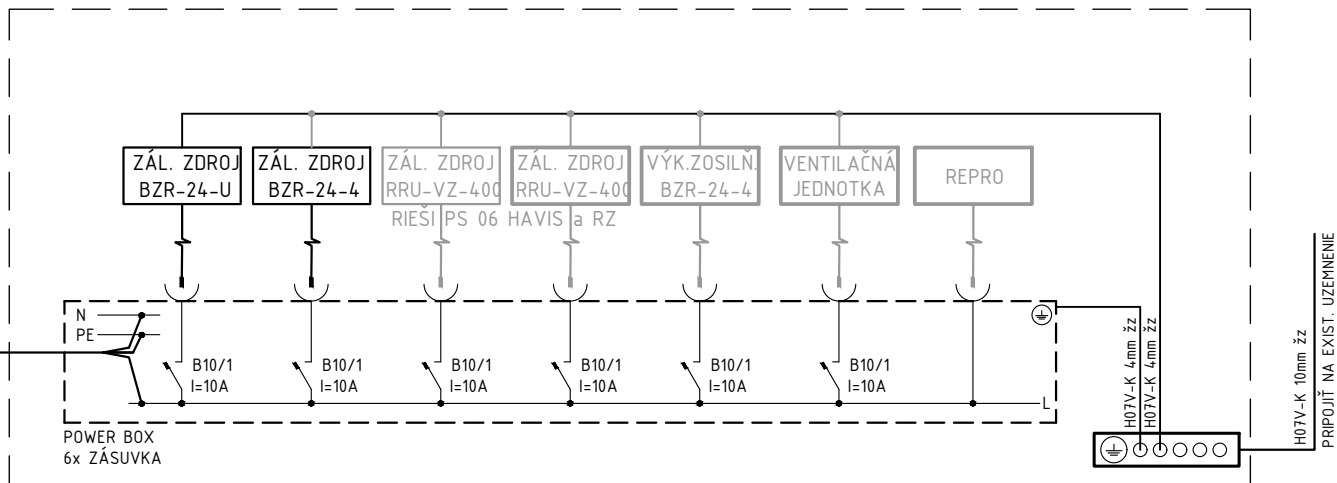 ZÁL. ZDROJ
BZR-24-U
ZÁL. ZDROJ
BZR-24-4
ZÁL. ZDROJ
RRU-VZ-400
ZÁL. ZDROJ
RRU-VZ-400
VÝK.ZOSILŇ.
BZR-24-4
VENTILAČNÁ
JEDNOTKA
REPRO
RIEŠI PS 06 HAVIS a RZ
N
PE
B10/1
I=10A
B10/1
I=10A
B10/1
I=10A
B10/1
I=10A
B10/1
I=10A
B10/1
I=10A
L
POWER BOX
6x ZÁSUVKA
H07V-K 4mm žz
H07V-K 4mm žz
H07V-K 10mm žz
PRIPOJIŤ NA EXIST. UZEMNENIE